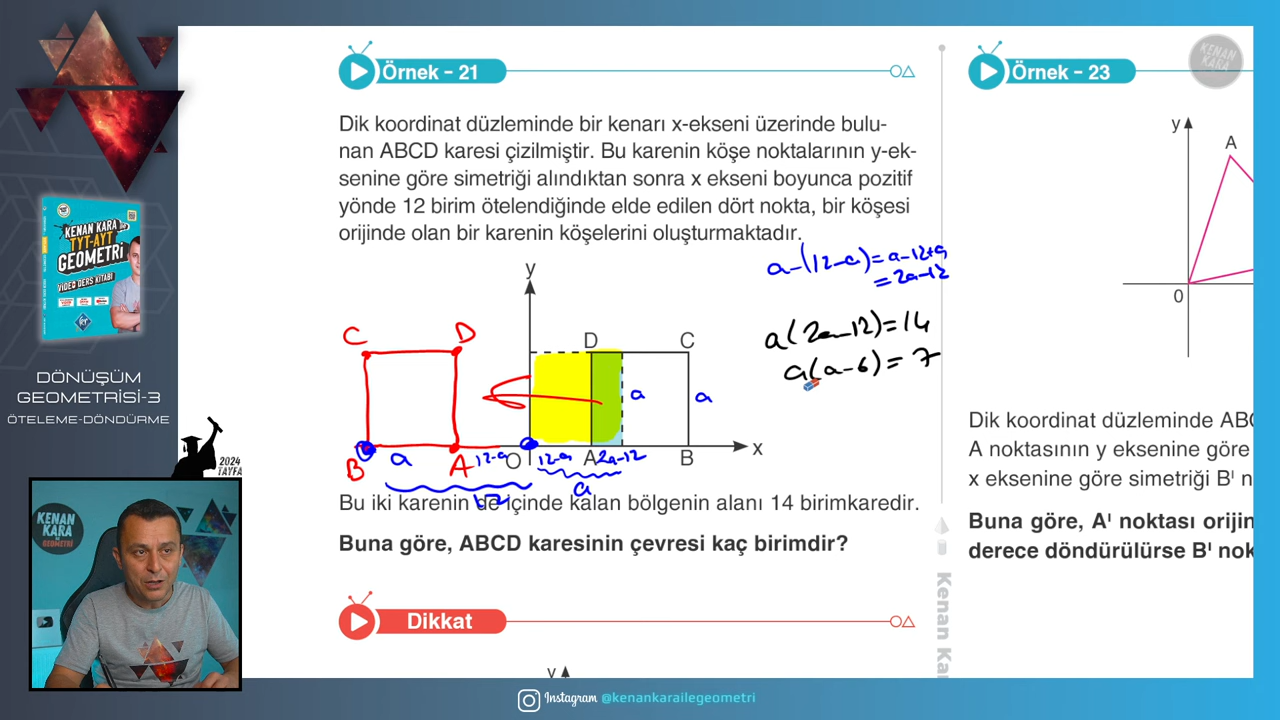 KENAN KARA
TYT-AYT
GEOMETRİ
VİDEO DERS KİTABI
DÖNÜŞÜM
GEOMETRİSİ-3
ÖTELEME-DÖNDÜRME
2024
TAYFA
KENAN
KARA
GEOMETRİ
Örnek - 21
Dik koordinat düzleminde bir kenarı x-ekseni üzerinde bulu-
nan ABCD karesi çizilmiştir. Bu karenin köşe noktalarının y-ek-
senine göre simetriği alındıktan sonra x ekseni boyunca pozitif
yönde 12 birim ötelendiğinde elde edilen dört nokta, bir köşesi
orijinde olan bir karenin köşelerini oluşturmaktadır.
a-(12-a)=a-12+a
=2a-12
a(2a-12)=14
a(a-6)=7
y
C
D
D
C
a
a
x
B
a
A
12-a
O
12-a
A
2a-12
B
12
a
Bu iki karenin de içinde kalan bölgenin alanı 14 birimkaredir.
Buna göre, ABCD karesinin çevresi kaç birimdir?
Dikkat
y
Kenan Ka
Örnek - 23
KENAN
KARA
y
A
0
Dik koordinat düzleminde ABC
A noktasının y eksenine göre
x eksenine göre simetriği B' n
Buna göre, A' noktası orijin
derece döndürülürse B' nok
Instagram @kenankarailegeometri